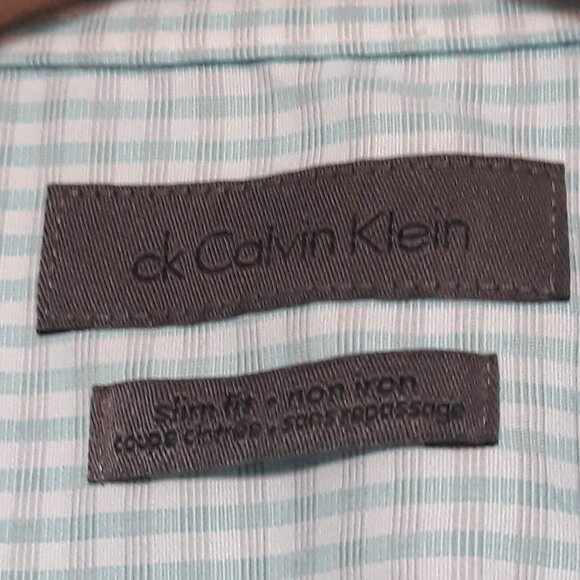 ck Calvin Klein
slim fit • non iron
coupe cintrée • sans repassage